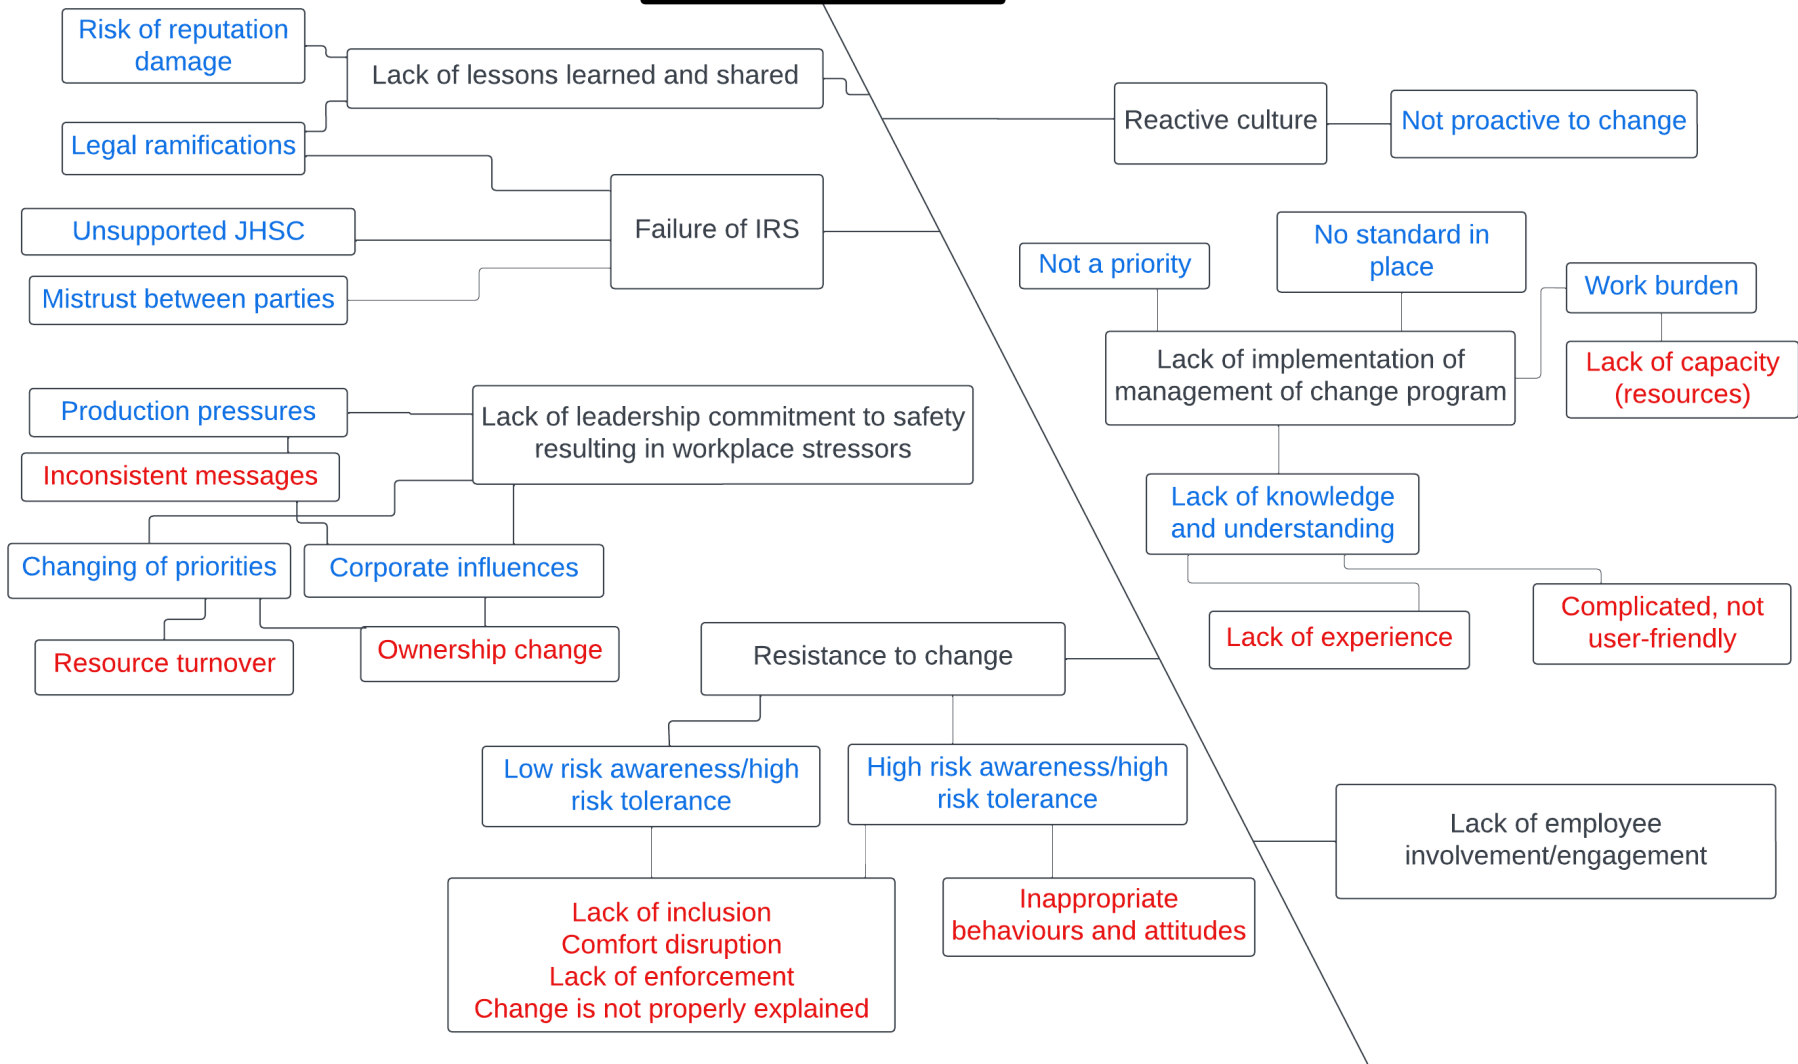 Risk of reputation
damage
Lack of lessons learned and shared
Legal ramifications
Reactive culture
Not proactive to change
Failure of IRS
Unsupported JHSC
Mistrust between parties
Not a priority
No standard in
place
Work burden
Lack of capacity
(resources)
Lack of implementation of
management of change program
Production pressures
Lack of leadership commitment to safety
resulting in workplace stressors
Inconsistent messages
Changing of priorities
Corporate influences
Resource turnover
Ownership change
Lack of knowledge
and understanding
Lack of experience
Complicated, not
user-friendly
Resistance to change
Low risk awareness/high
risk tolerance
High risk awareness/high
risk tolerance
Lack of inclusion
Comfort disruption
Lack of enforcement
Change is not properly explained
Inappropriate
behaviours and attitudes
Lack of employee
involvement/engagement